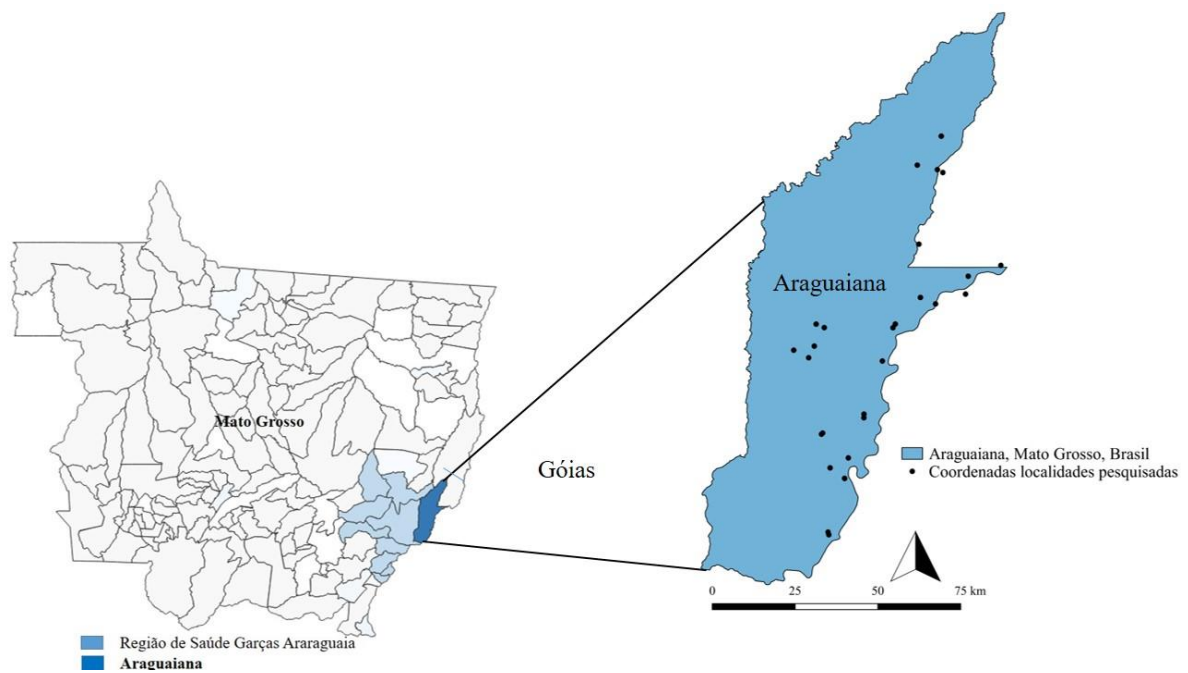 Araguaiana
Mato Grosso
Góias
Araguaiana, Mato Grosso, Brasil
Coordenadas localidades pesquisadas
0 25 50 75 km
Região de Saúde Garças Araraguaia
Araguaiana